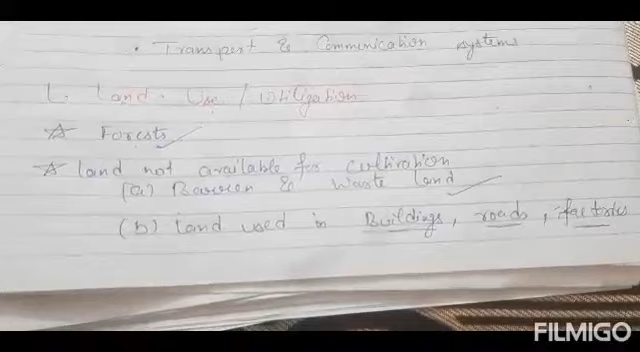 • Transport & Communication systems
1. Land. Use / Utilization
☆ Forests
☆ land not available for cultivation
(a) Barren & Waste land
(b) land used in Buildings, roads, factories
FILMIGO